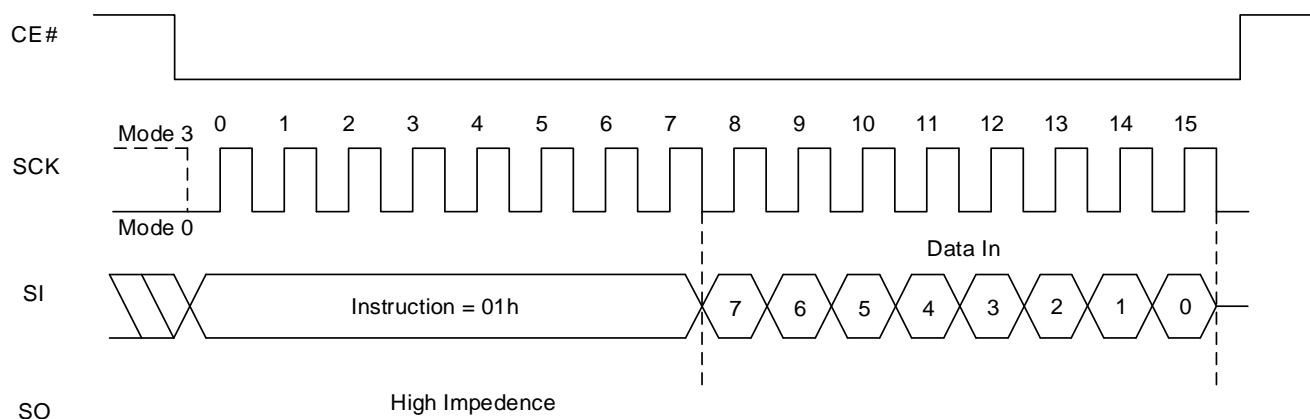 CE#
0 1 2 3 4 5 6 7 8 9 10 11 12 13 14 15
Mode 3
SCK
Mode 0
Data In
SI
Instruction = 01h
7 6 5 4 3 2 1 0
High Impedence
SO